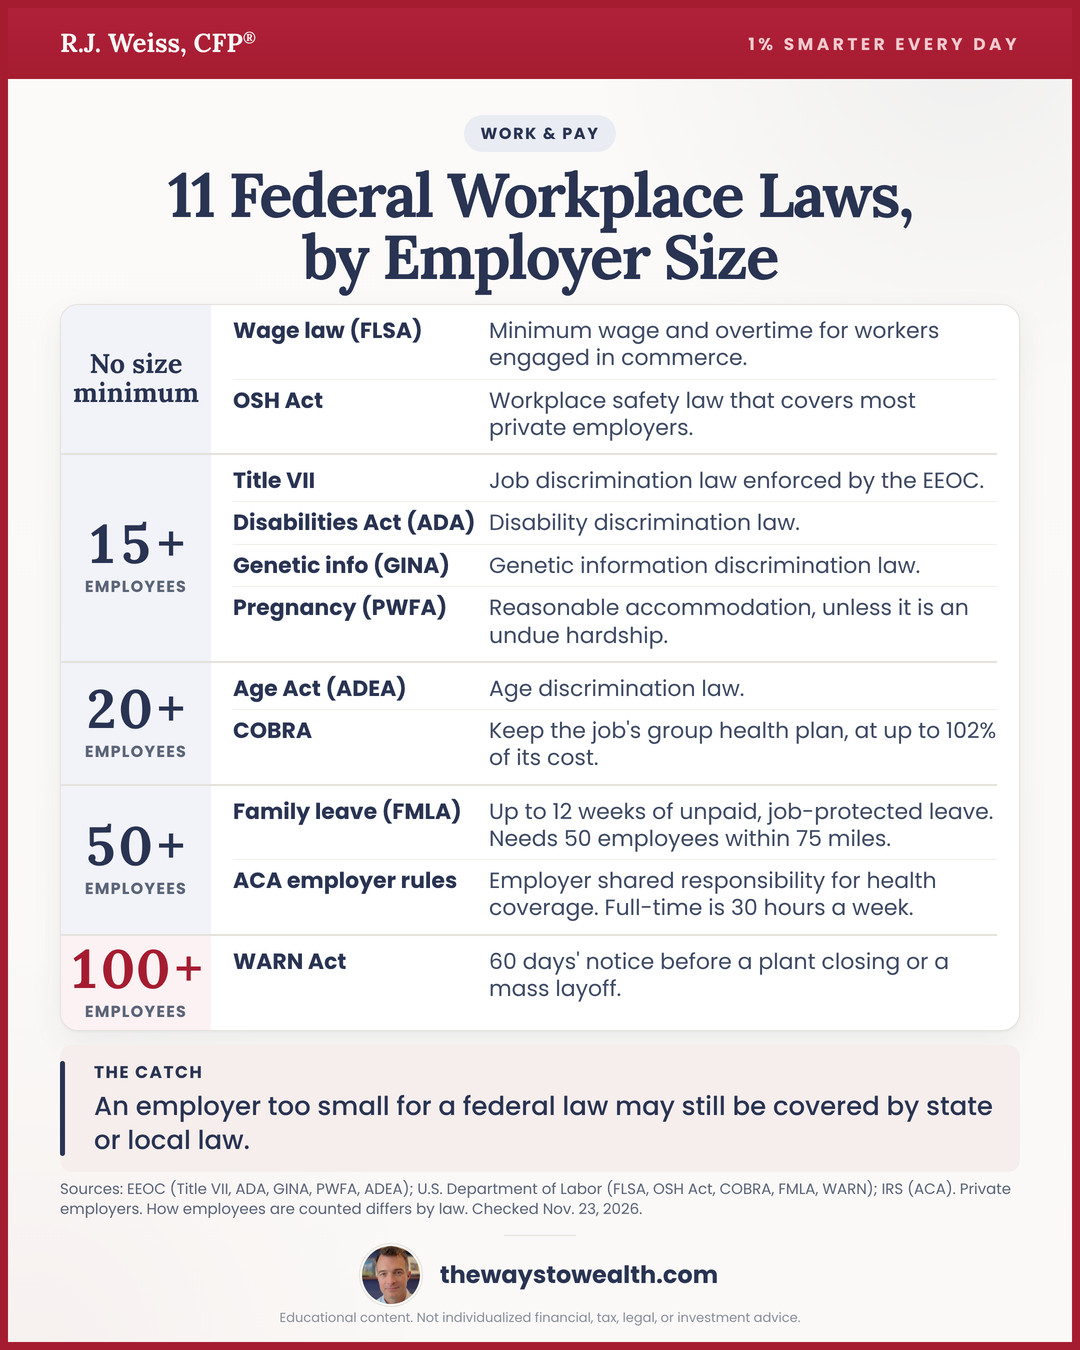 R.J. Weiss, CFP®
1% SMARTER EVERY DAY
WORK & PAY
11 Federal Workplace Laws,
by Employer Size
No size
minimum
Wage law (FLSA)
Minimum wage and overtime for workers
engaged in commerce.
OSH Act
Workplace safety law that covers most
private employers.
15+
EMPLOYEES
Title VII
Job discrimination law enforced by the EEOC.
Disabilities Act (ADA)
Disability discrimination law.
Genetic info (GINA)
Genetic information discrimination law.
Pregnancy (PWFA)
Reasonable accommodation, unless it is an
undue hardship.
20+
EMPLOYEES
Age Act (ADEA)
Age discrimination law.
COBRA
Keep the job's group health plan, at up to 102%
of its cost.
50+
EMPLOYEES
Family leave (FMLA)
Up to 12 weeks of unpaid, job-protected leave.
Needs 50 employees within 75 miles.
ACA employer rules
Employer shared responsibility for health
coverage. Full-time is 30 hours a week.
100+
EMPLOYEES
WARN Act
60 days' notice before a plant closing or a
mass layoff.
THE CATCH
An employer too small for a federal law may still be covered by state
or local law.
Sources: EEOC (Title VII, ADA, GINA, PWFA, ADEA); U.S. Department of Labor (FLSA, OSH Act, COBRA, FMLA, WARN); IRS (ACA). Private
employers. How employees are counted differs by law. Checked Nov. 23, 2026.
thewaystowealth.com
Educational content. Not individualized financial, tax, legal, or investment advice.